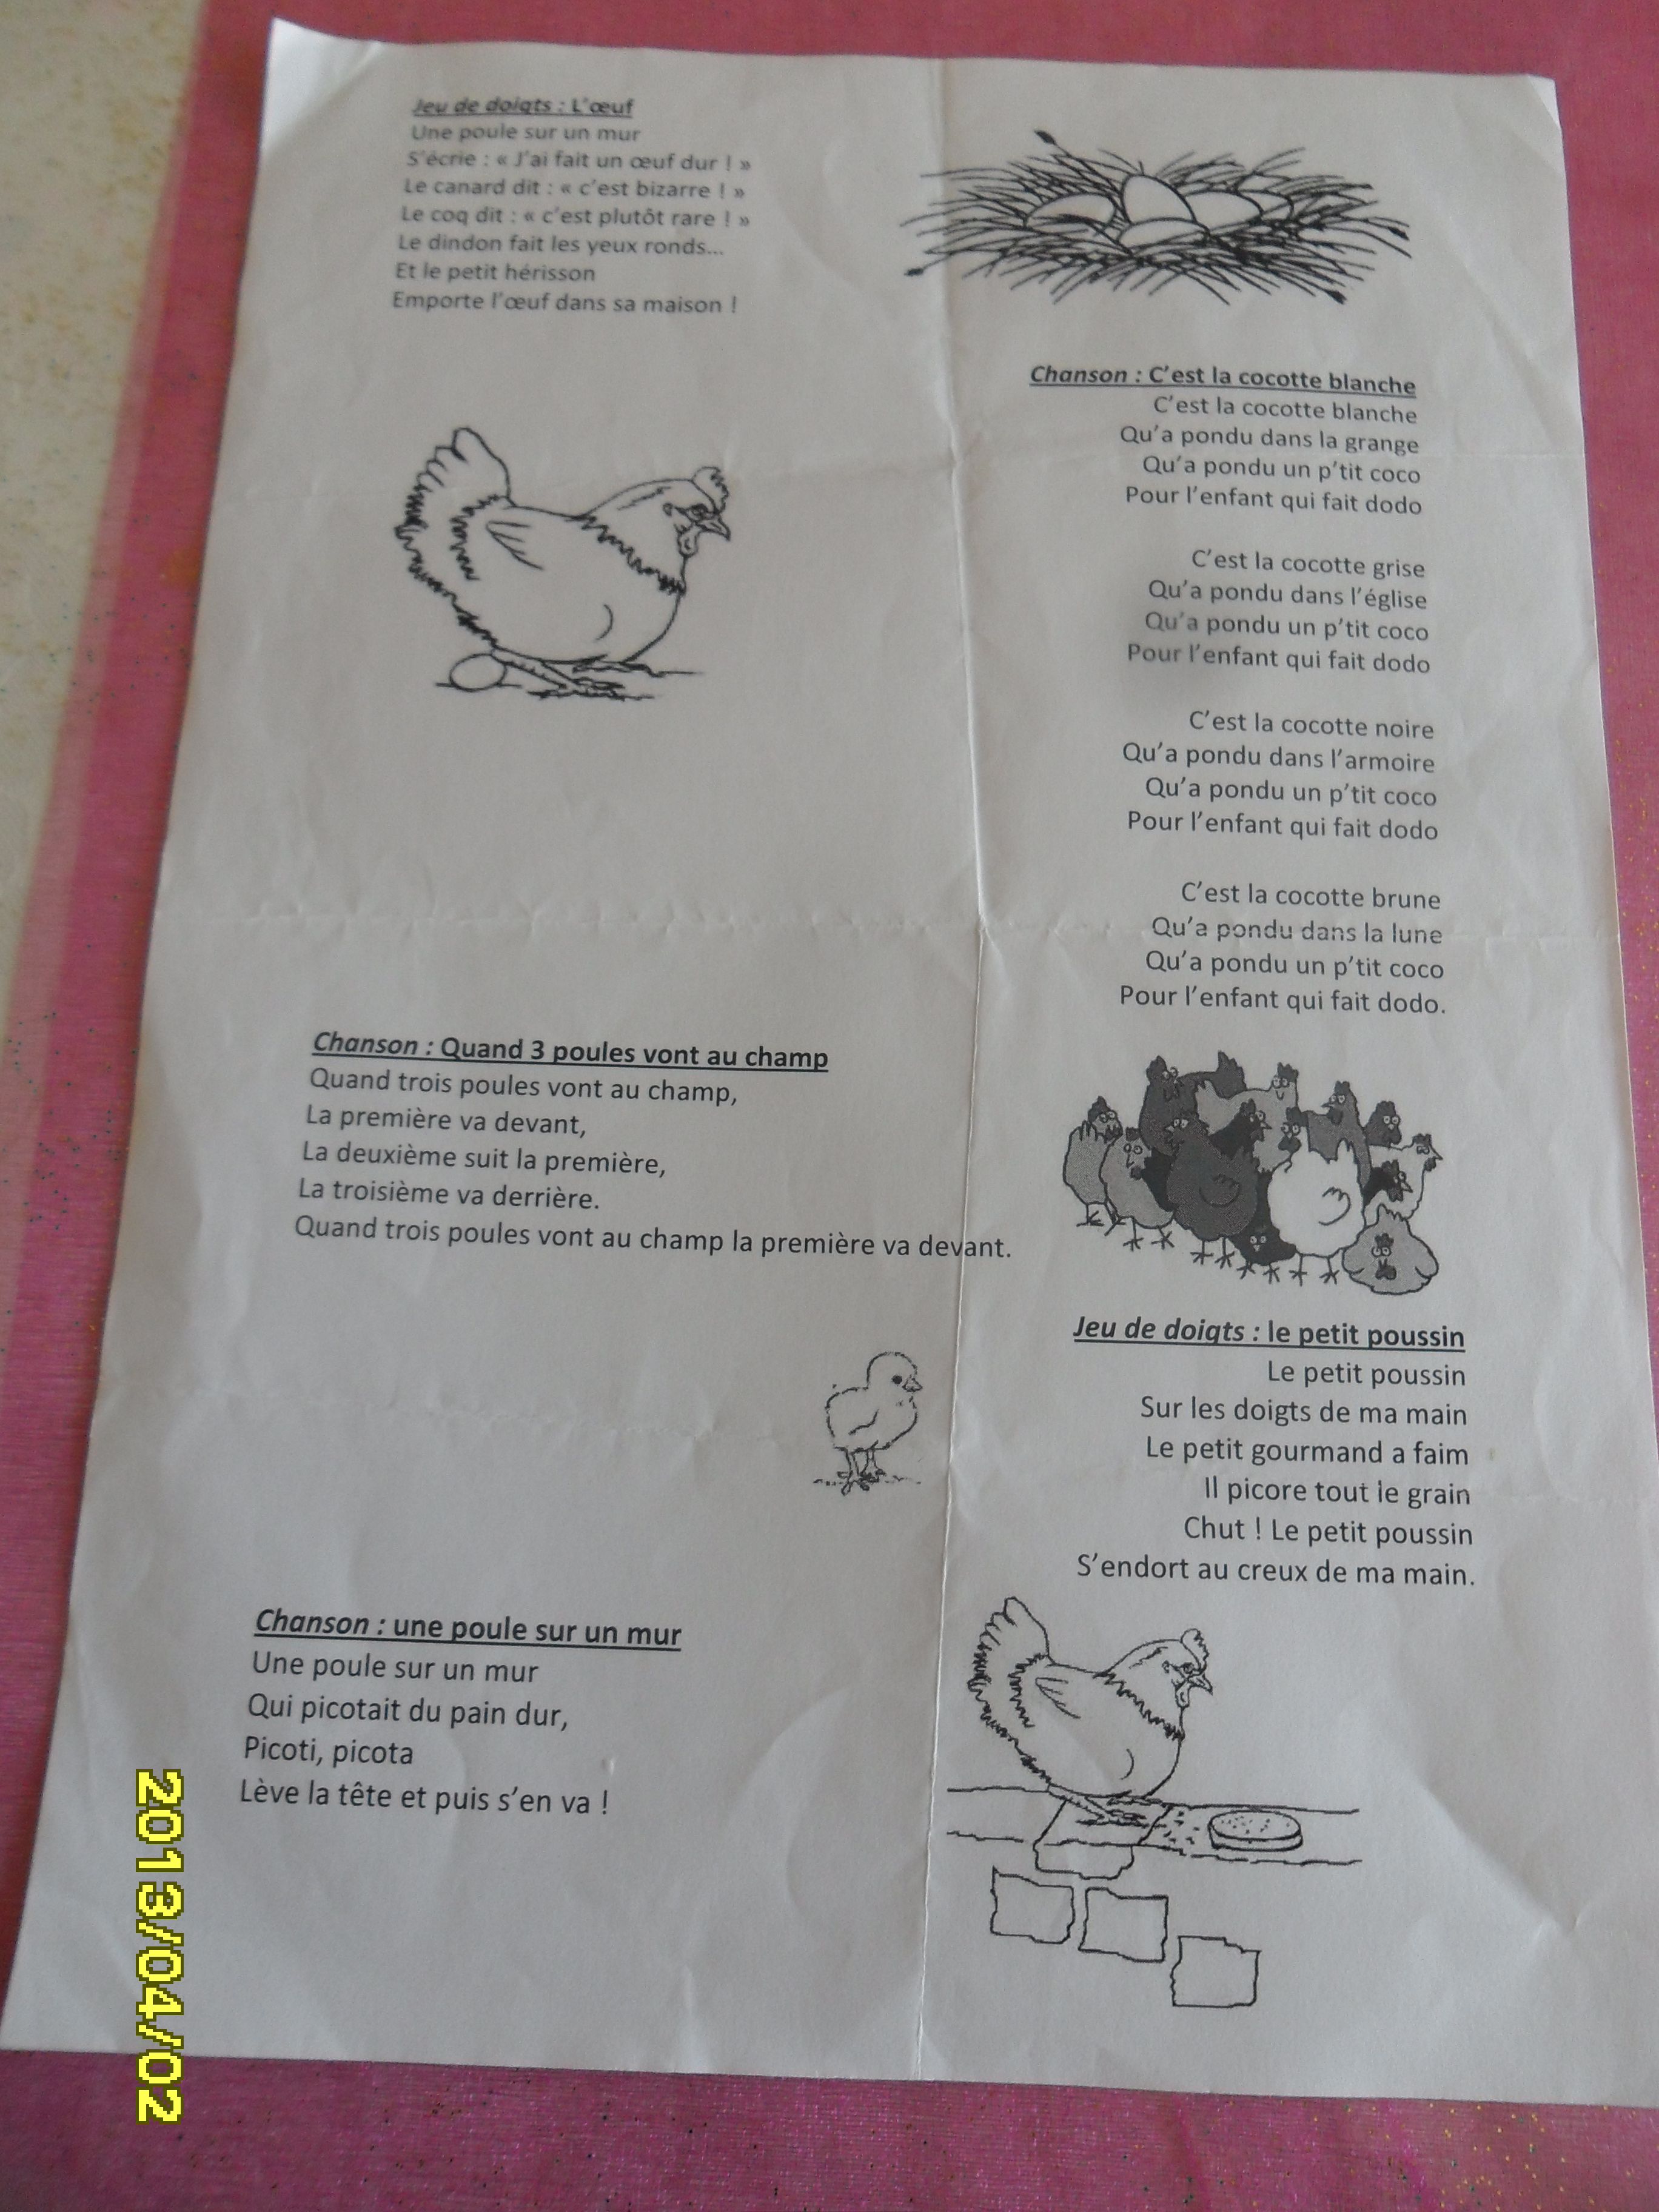 Jeu de doigts : L'œuf
Une poule sur un mur
S'écrie : « J'ai fait un œuf dur ! »
Le canard dit : « c'est bizarre ! »
Le coq dit : « c'est plutôt rare ! »
Le dindon fait les yeux ronds...
Et le petit hérisson
Emporte l'œuf dans sa maison !
Chanson : C'est la cocotte blanche
C'est la cocotte blanche
Qu'a pondu dans la grange
Qu'a pondu un p'tit coco
Pour l'enfant qui fait dodo
C'est la cocotte grise
Qu'a pondu dans l'église
Qu'a pondu un p'tit coco
Pour l'enfant qui fait dodo
C'est la cocotte noire
Qu'a pondu dans l'armoire
Qu'a pondu un p'tit coco
Pour l'enfant qui fait dodo
C'est la cocotte brune
Qu'a pondu dans la lune
Qu'a pondu un p'tit coco
Pour l'enfant qui fait dodo.
Chanson : Quand 3 poules vont au champ
Quand trois poules vont au champ,
La première va devant,
La deuxième suit la première,
La troisième va derrière.
Quand trois poules vont au champ la première va devant.
Jeu de doigts : le petit poussin
Le petit poussin
Sur les doigts de ma main
Le petit gourmand a faim
Il picore tout le grain
Chut ! Le petit poussin
S'endort au creux de ma main.
Chanson : une poule sur un mur
Une poule sur un mur
Qui picotait du pain dur,
Picoti, picota
Lève la tête et puis s'en va !
2013/04/02